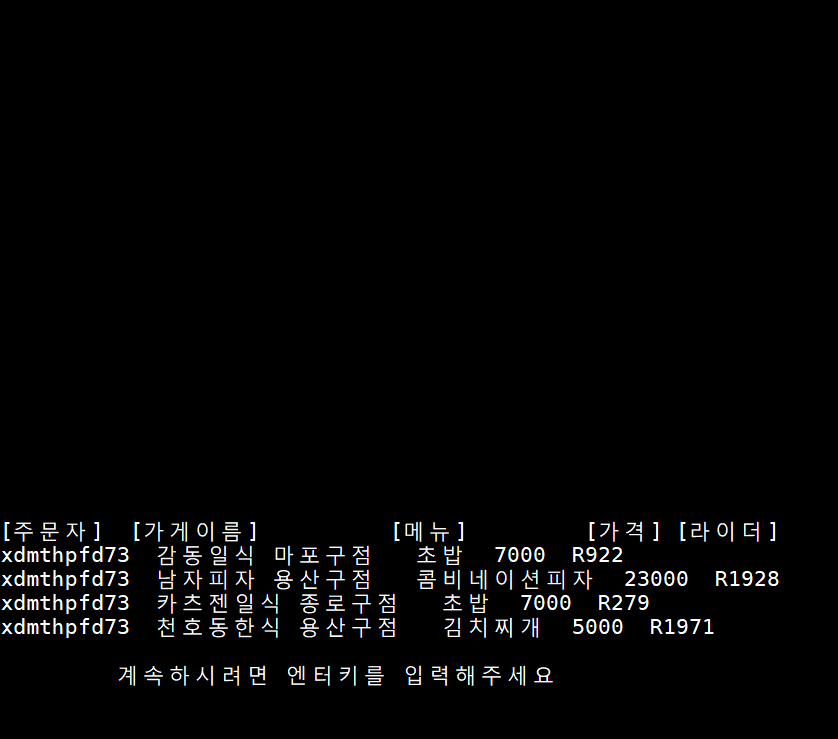 [주문자] [가게이름] [메뉴] [가격] [라이더]
xdmthpfd73 감동일식 마포구점 초밥 7000 R922
xdmthpfd73 남자피자 용산구점 콤비네이션피자 23000 R1928
xdmthpfd73 카츠젠일식 종로구점 초밥 7000 R279
xdmthpfd73 천호동한식 용산구점 김치찌개 5000 R1971
계속하시려면 엔터키를 입력해주세요